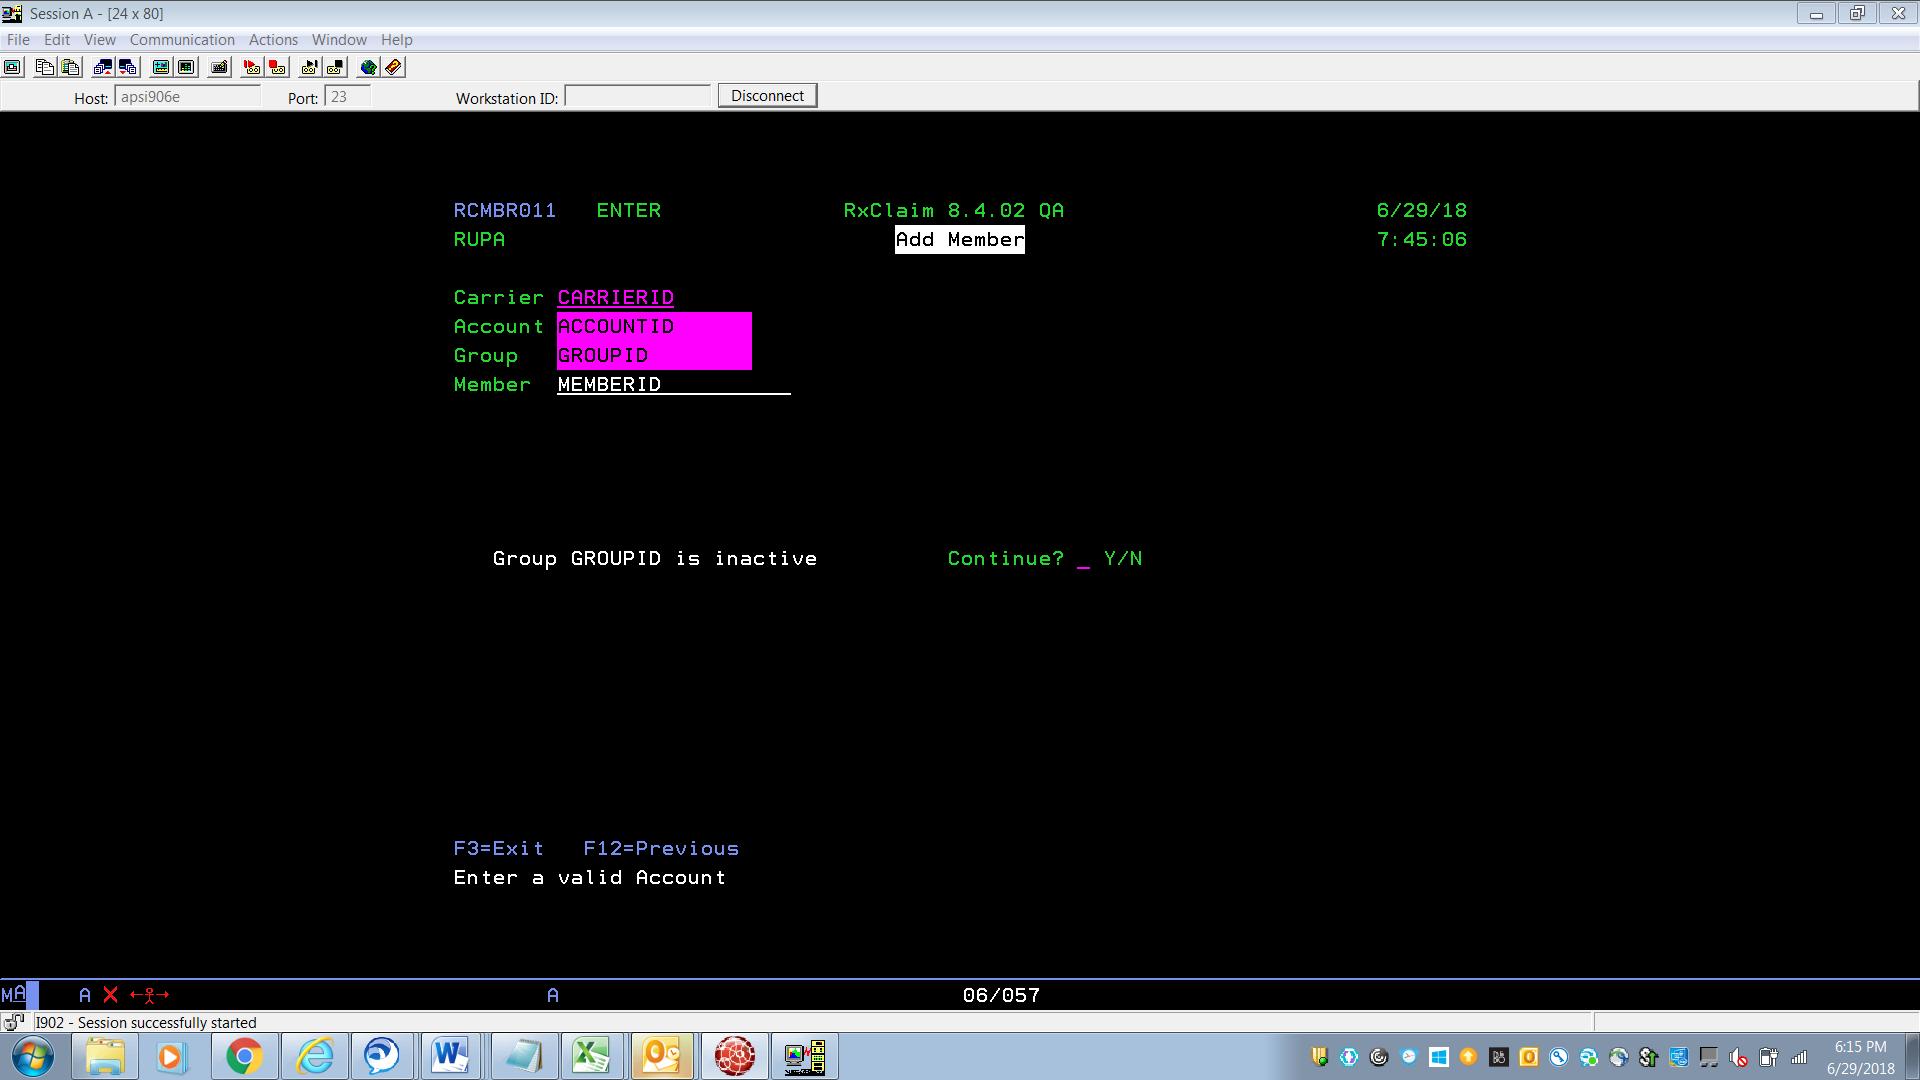 Session A - [24 x 80]
File Edit View Communication Actions Window Help
Host: apsi906e Port: 23 Workstation ID: Disconnect
RCMBR011 ENTER RxClaim 8.4.02 QA 6/29/18
RUPA Add Member 7:45:06
Carrier CARRIERID
Account ACCOUNTID
Group GROUPID
Member MEMBERID
Group GROUPID is inactive Continue? _ Y/N
F3=Exit F12=Previous
Enter a valid Account
MA A X A 06/057
I902 - Session successfully started
6:15 PM
6/29/2018